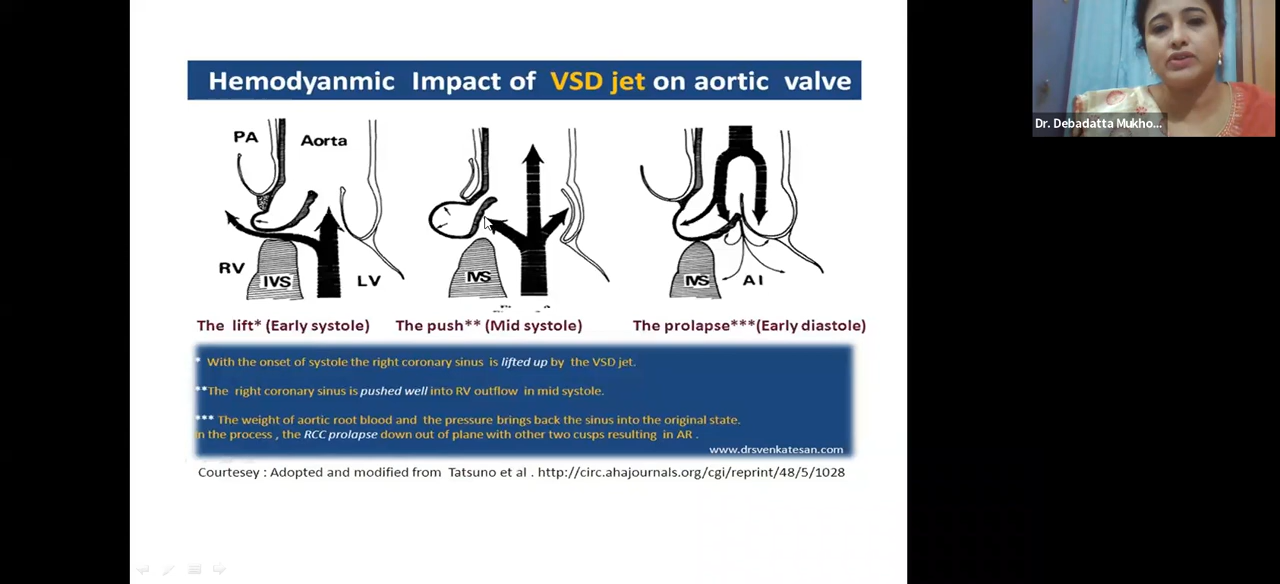 Hemodyanmic Impact of VSD jet on aortic valve
PA
Aorta
RV
IVS
LV
IVS
IVS
AI
The lift* (Early systole)
The push** (Mid systole)
The prolapse***(Early diastole)
* With the onset of systole the right coronary sinus is lifted up by the VSD jet.
**The right coronary sinus is pushed well into RV outflow in mid systole.
*** The weight of aortic root blood and the pressure brings back the sinus into the original state.
In the process , the RCC prolapse down out of plane with other two cusps resulting in AR .
www.drsvenkatesan.com
Courtesey : Adopted and modified from Tatsuno et al . http://circ.ahajournals.org/cgi/reprint/48/5/1028
Dr. Debadatta Mukho...